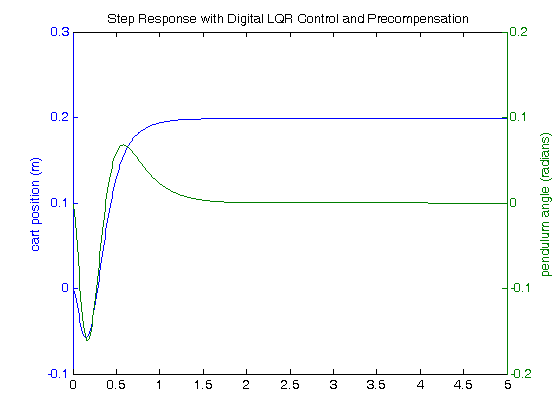 Step Response with Digital LQR Control and Precompensation
0.3
0.2
0.2
0.1
0.1
0
0
-0.1
-0.1
-0.2
cart position (m)
pendulum angle (radians)
0 0.5 1 1.5 2 2.5 3 3.5 4 4.5 5